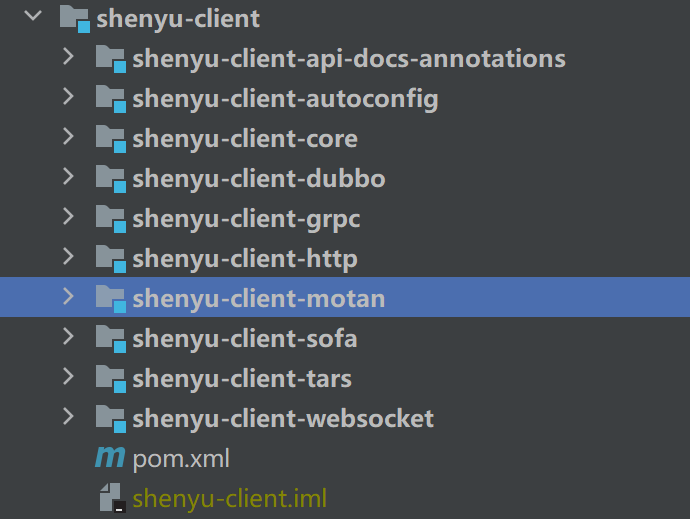 shenyu-client
shenyu-client-api-docs-annotations
shenyu-client-autoconfig
shenyu-client-core
shenyu-client-dubbo
shenyu-client-grpc
shenyu-client-http
shenyu-client-motan
shenyu-client-sofa
shenyu-client-tars
shenyu-client-websocket
m pom.xml
shenyu-client.iml